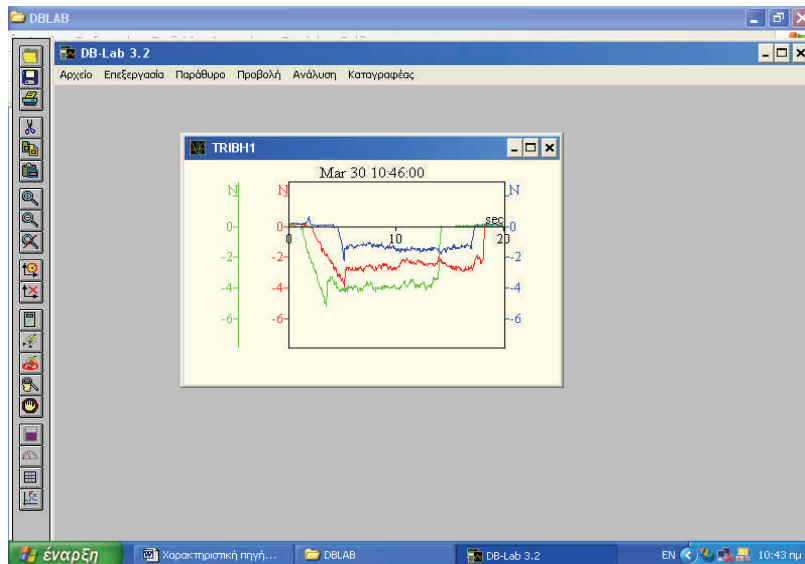 DBLAB
DB-Lab 3.2
Αρχείο Επεξεργασία Παράθυρο Προβολή Ανάλυση Καταγραφέας
TRIBH1
Mar 30 10:46:00
N N N
sec
0 0 0
0 10 20
-2 -2 -2
-4 -4 -4
-6 -6 -6
έναρξη Χαρακτηριστική πηγή... DBLAB DB-Lab 3.2 EN 10:43 πμ